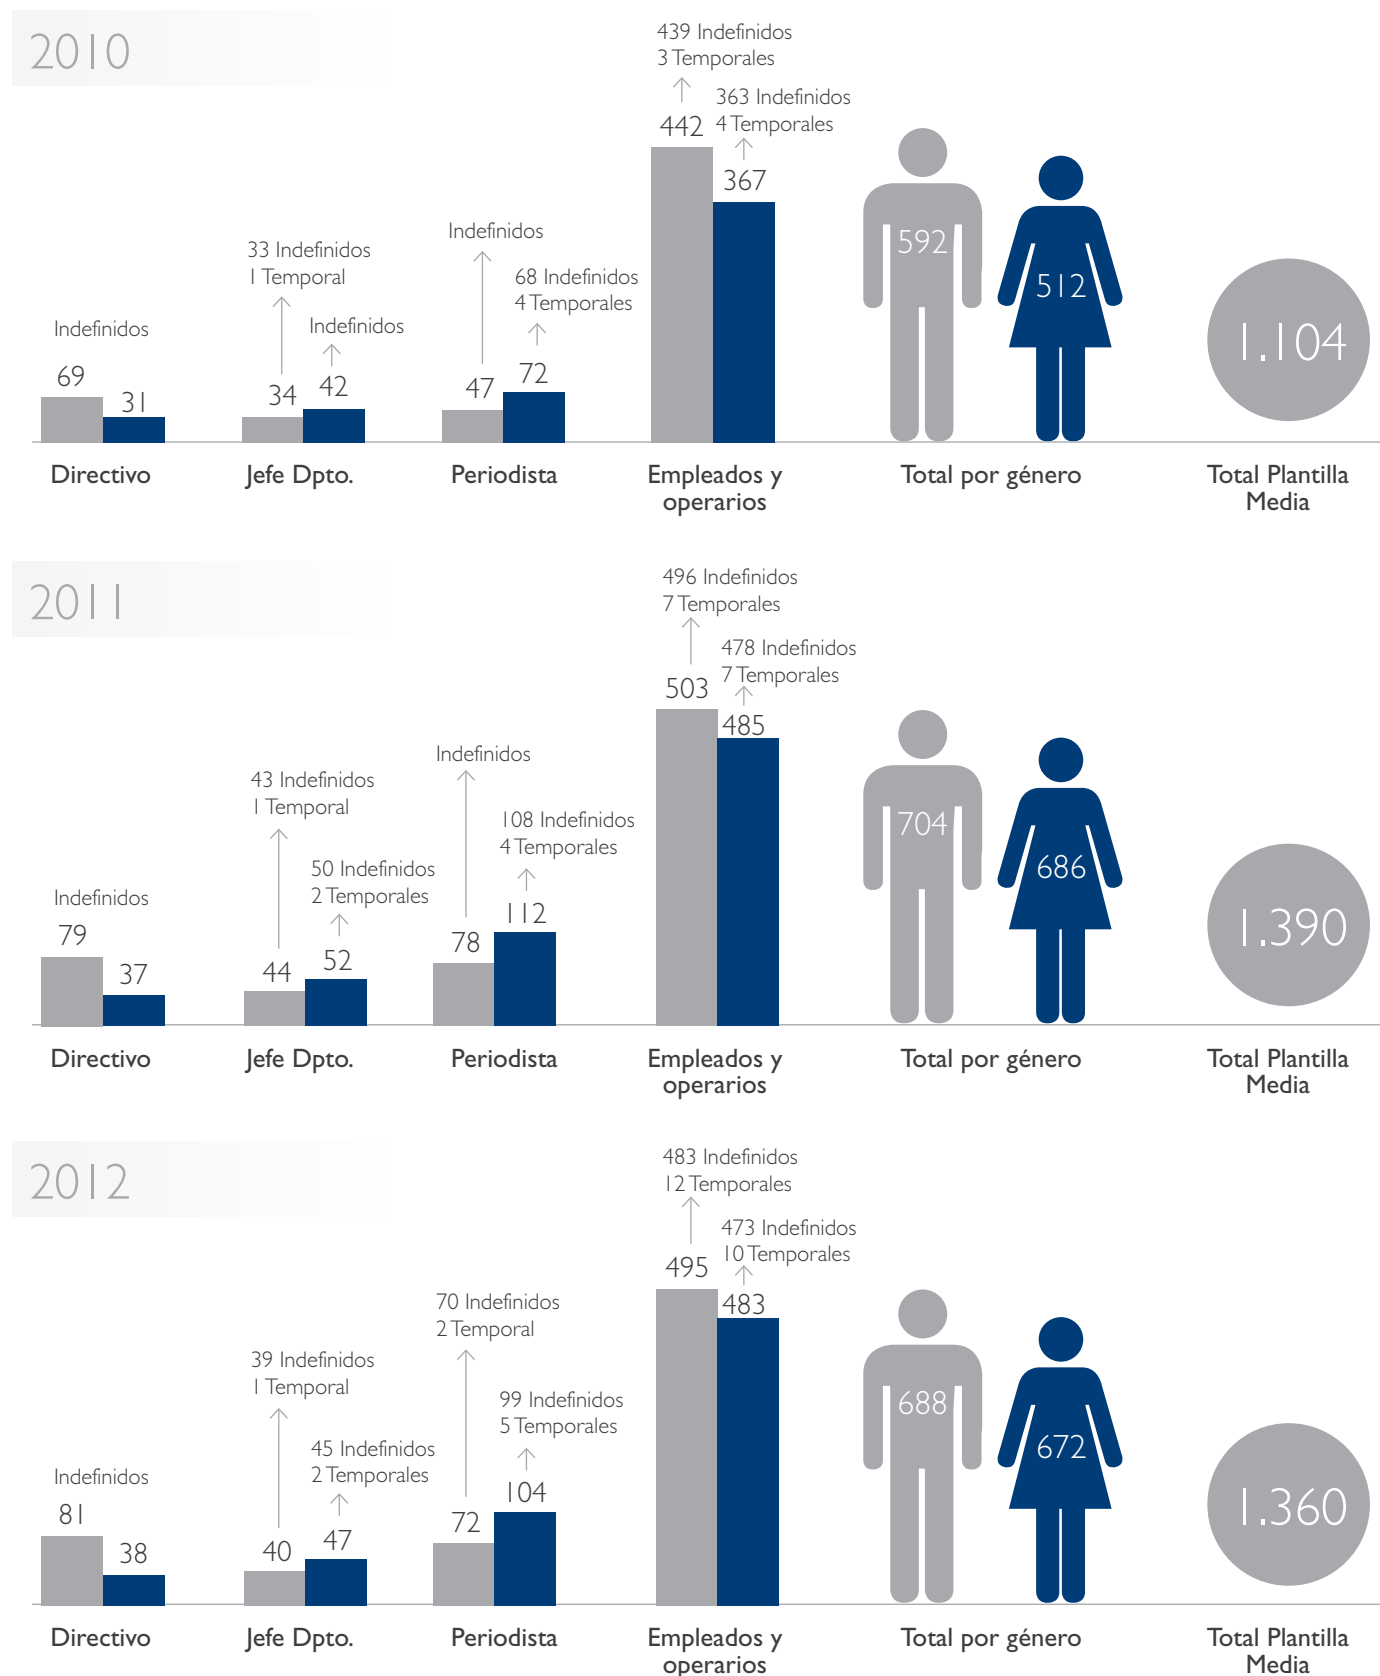 2010
439 Indefinidos
3 Temporales
363 Indefinidos
4 Temporales
442
367
33 Indefinidos
1 Temporal
Indefinidos
Indefinidos
68 Indefinidos
4 Temporales
Indefinidos
69
31
34
42
47
72
592
512
1.104
Directivo
Jefe Dpto.
Periodista
Empleados y
operarios
Total por género
Total Plantilla
Media
2011
496 Indefinidos
7 Temporales
478 Indefinidos
7 Temporales
503
485
43 Indefinidos
1 Temporal
50 Indefinidos
2 Temporales
Indefinidos
108 Indefinidos
4 Temporales
Indefinidos
79
37
44
52
78
112
704
686
1.390
Directivo
Jefe Dpto.
Periodista
Empleados y
operarios
Total por género
Total Plantilla
Media
2012
483 Indefinidos
12 Temporales
473 Indefinidos
10 Temporales
495
483
39 Indefinidos
1 Temporal
45 Indefinidos
2 Temporales
70 Indefinidos
2 Temporal
99 Indefinidos
5 Temporales
Indefinidos
81
38
40
47
72
104
688
672
1.360
Directivo
Jefe Dpto.
Periodista
Empleados y
operarios
Total por género
Total Plantilla
Media